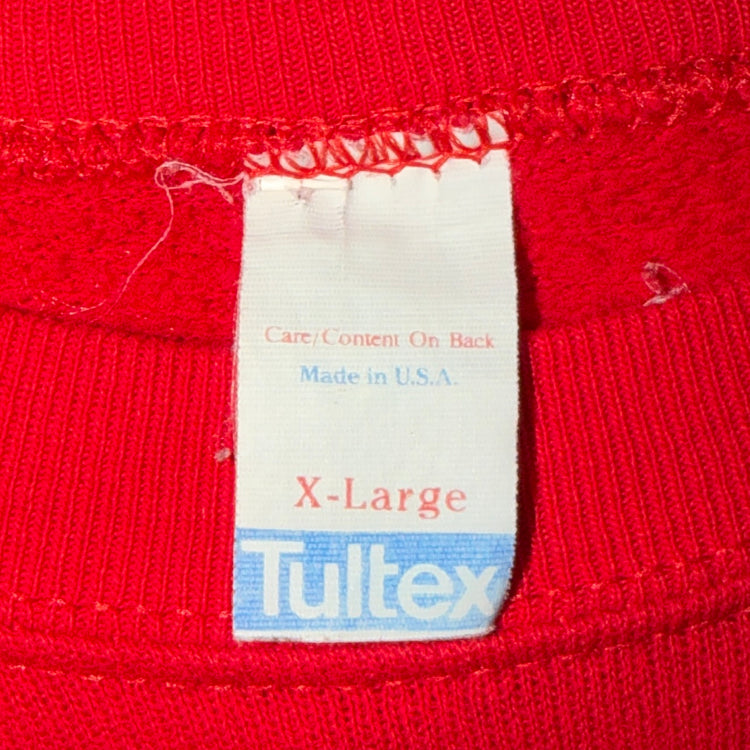 Care/Content On Back
Made in U.S.A.
X-Large
Tultex